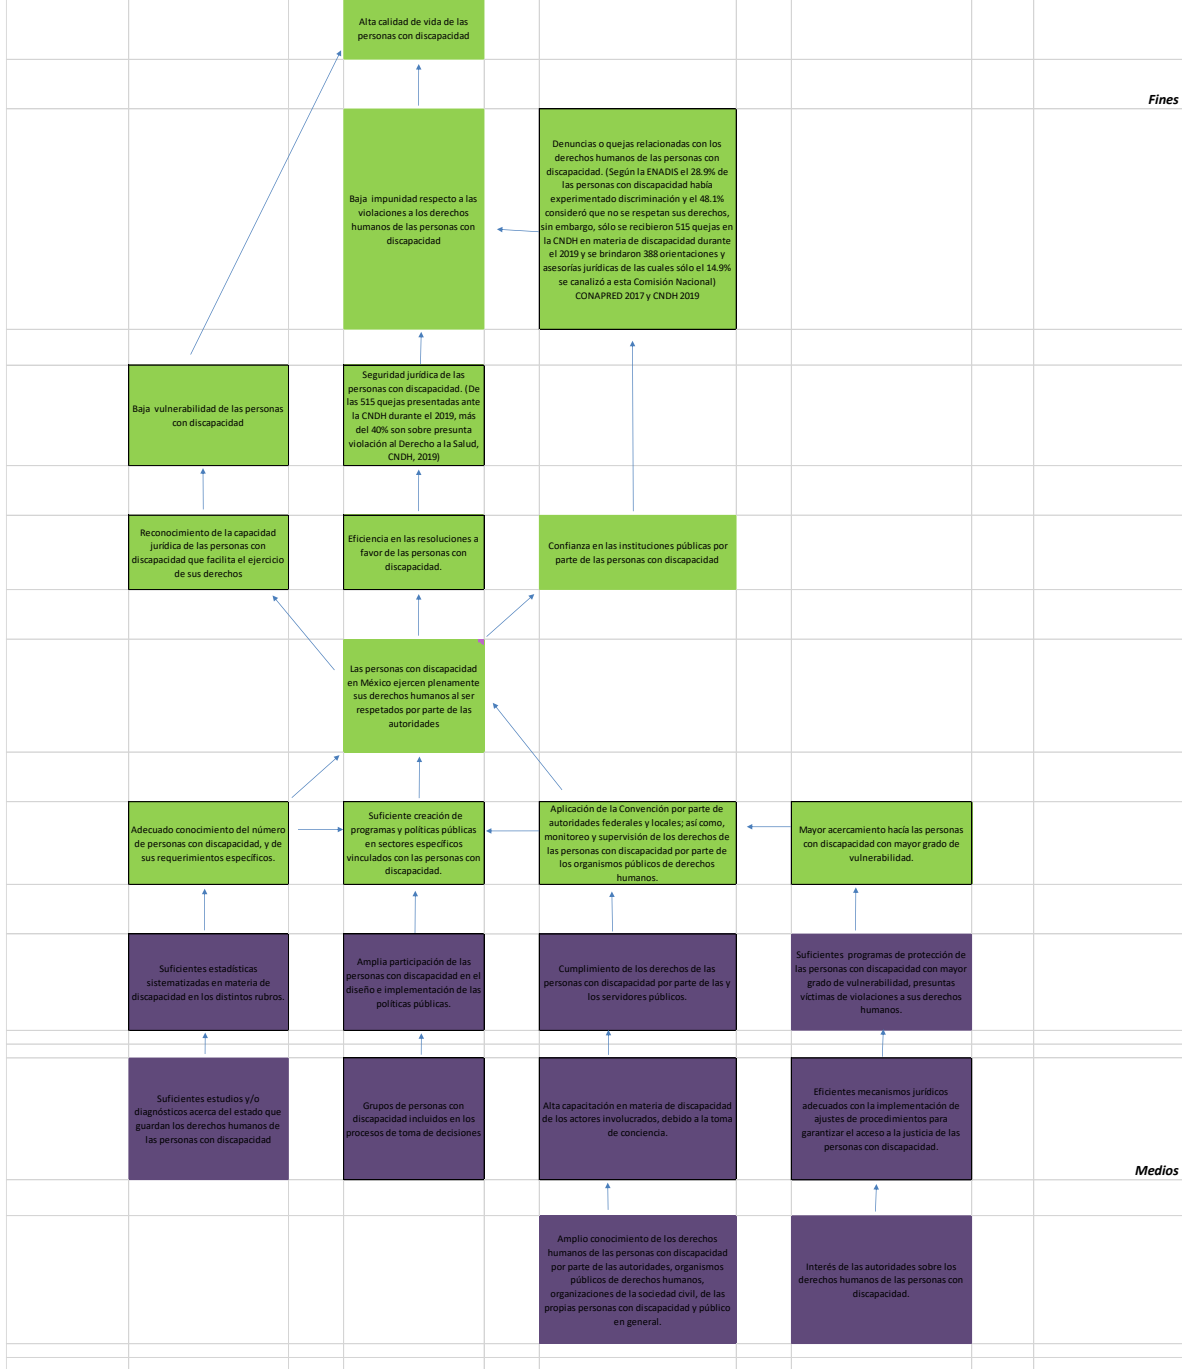 Alta calidad de vida de las
personas con discapacidad
Fines
Baja  impunidad respecto a las
violaciones a los derechos
humanos de las personas con
discapacidad
Denuncias o quejas relacionadas con los
derechos humanos de las personas con
discapacidad. (Según la ENADIS el 28.9% de
las personas con discapacidad había
experimentado discriminación y el 48.1%
consideró que no se respetan sus derechos,
sin embargo, sólo se recibieron 515 quejas en
la CNDH en materia de discapacidad durante
el 2019 y se brindaron 388 orientaciones y
asesorías jurídicas de las cuales sólo el 14.9%
se canalizó a esta Comisión Nacional)
CONAPRED 2017 y CNDH 2019
Baja  vulnerabilidad de las personas
con discapacidad
Seguridad jurídica de las
personas con discapacidad. (De
las 515 quejas presentadas ante
la CNDH durante el 2019, más
del 40% son sobre presunta
violación al Derecho a la Salud,
CNDH, 2019)
Reconocimiento de la capacidad
jurídica de las personas con
discapacidad que facilita el ejercicio
de sus derechos
Eficiencia en las resoluciones a
favor de las personas con
discapacidad.
Confianza en las instituciones públicas por
parte de las personas con discapacidad
Las personas con discapacidad
en México ejercen plenamente
sus derechos humanos al ser
respetados por parte de las
autoridades
Adecuado conocimiento del número
de personas con discapacidad, y de
sus requerimientos específicos.
Suficiente creación de
programas y políticas públicas
en sectores específicos
vinculados con las personas con
discapacidad.
Aplicación de la Convención por parte de
autoridades federales y locales; así como,
monitoreo y supervisión de los derechos de
las personas con discapacidad por parte de
los organismos públicos de derechos
humanos.
Mayor acercamiento hacía las personas
con discapacidad con mayor grado de
vulnerabilidad.
Suficientes estadísticas
sistematizadas en materia de
discapacidad en los distintos rubros.
Amplia participación de las
personas con discapacidad en el
diseño e implementación de las
políticas públicas.
Cumplimiento de los derechos de las
personas con discapacidad por parte de las y
los servidores públicos.
Suficientes  programas de protección de
las personas con discapacidad con mayor
grado de vulnerabilidad, presuntas
víctimas de violaciones a sus derechos
humanos.
Suficientes estudios y/o
diagnósticos acerca del estado que
guardan los derechos humanos de
las personas con discapacidad
Grupos de personas con
discapacidad incluidos en los
procesos de toma de decisiones
Alta capacitación en materia de discapacidad
de los actores involucrados, debido a la toma
de conciencia.
Eficientes mecanismos jurídicos
adecuados con la implementación de
ajustes de procedimientos para
garantizar el acceso a la justicia de las
personas con discapacidad.
Medios
Amplio conocimiento de los derechos
humanos de las personas con discapacidad
por parte de las autoridades, organismos
públicos de derechos humanos,
organizaciones de la sociedad civil, de las
propias personas con discapacidad y público
en general.
Interés de las autoridades sobre los
derechos humanos de las personas con
discapacidad.